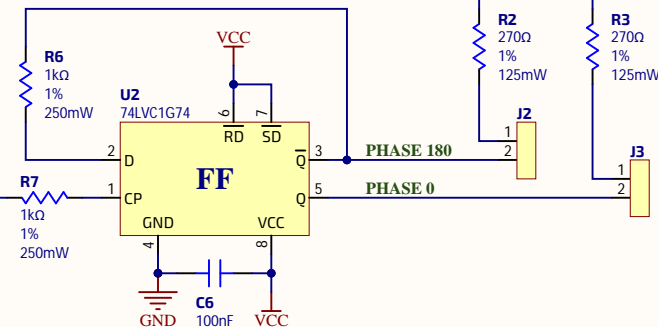 R6
1kΩ
1%
250mW
VCC
R2
270Ω
1%
125mW
R3
270Ω
1%
125mW
U2
74LVC1G74
6
7
RD
SD
J2
1
2
J3
1
2
2
D
Q
3
PHASE 180
FF
R7
1kΩ
1%
250mW
1
CP
Q
5
PHASE 0
GND
VCC
4
8
C6
100nF
GND
VCC